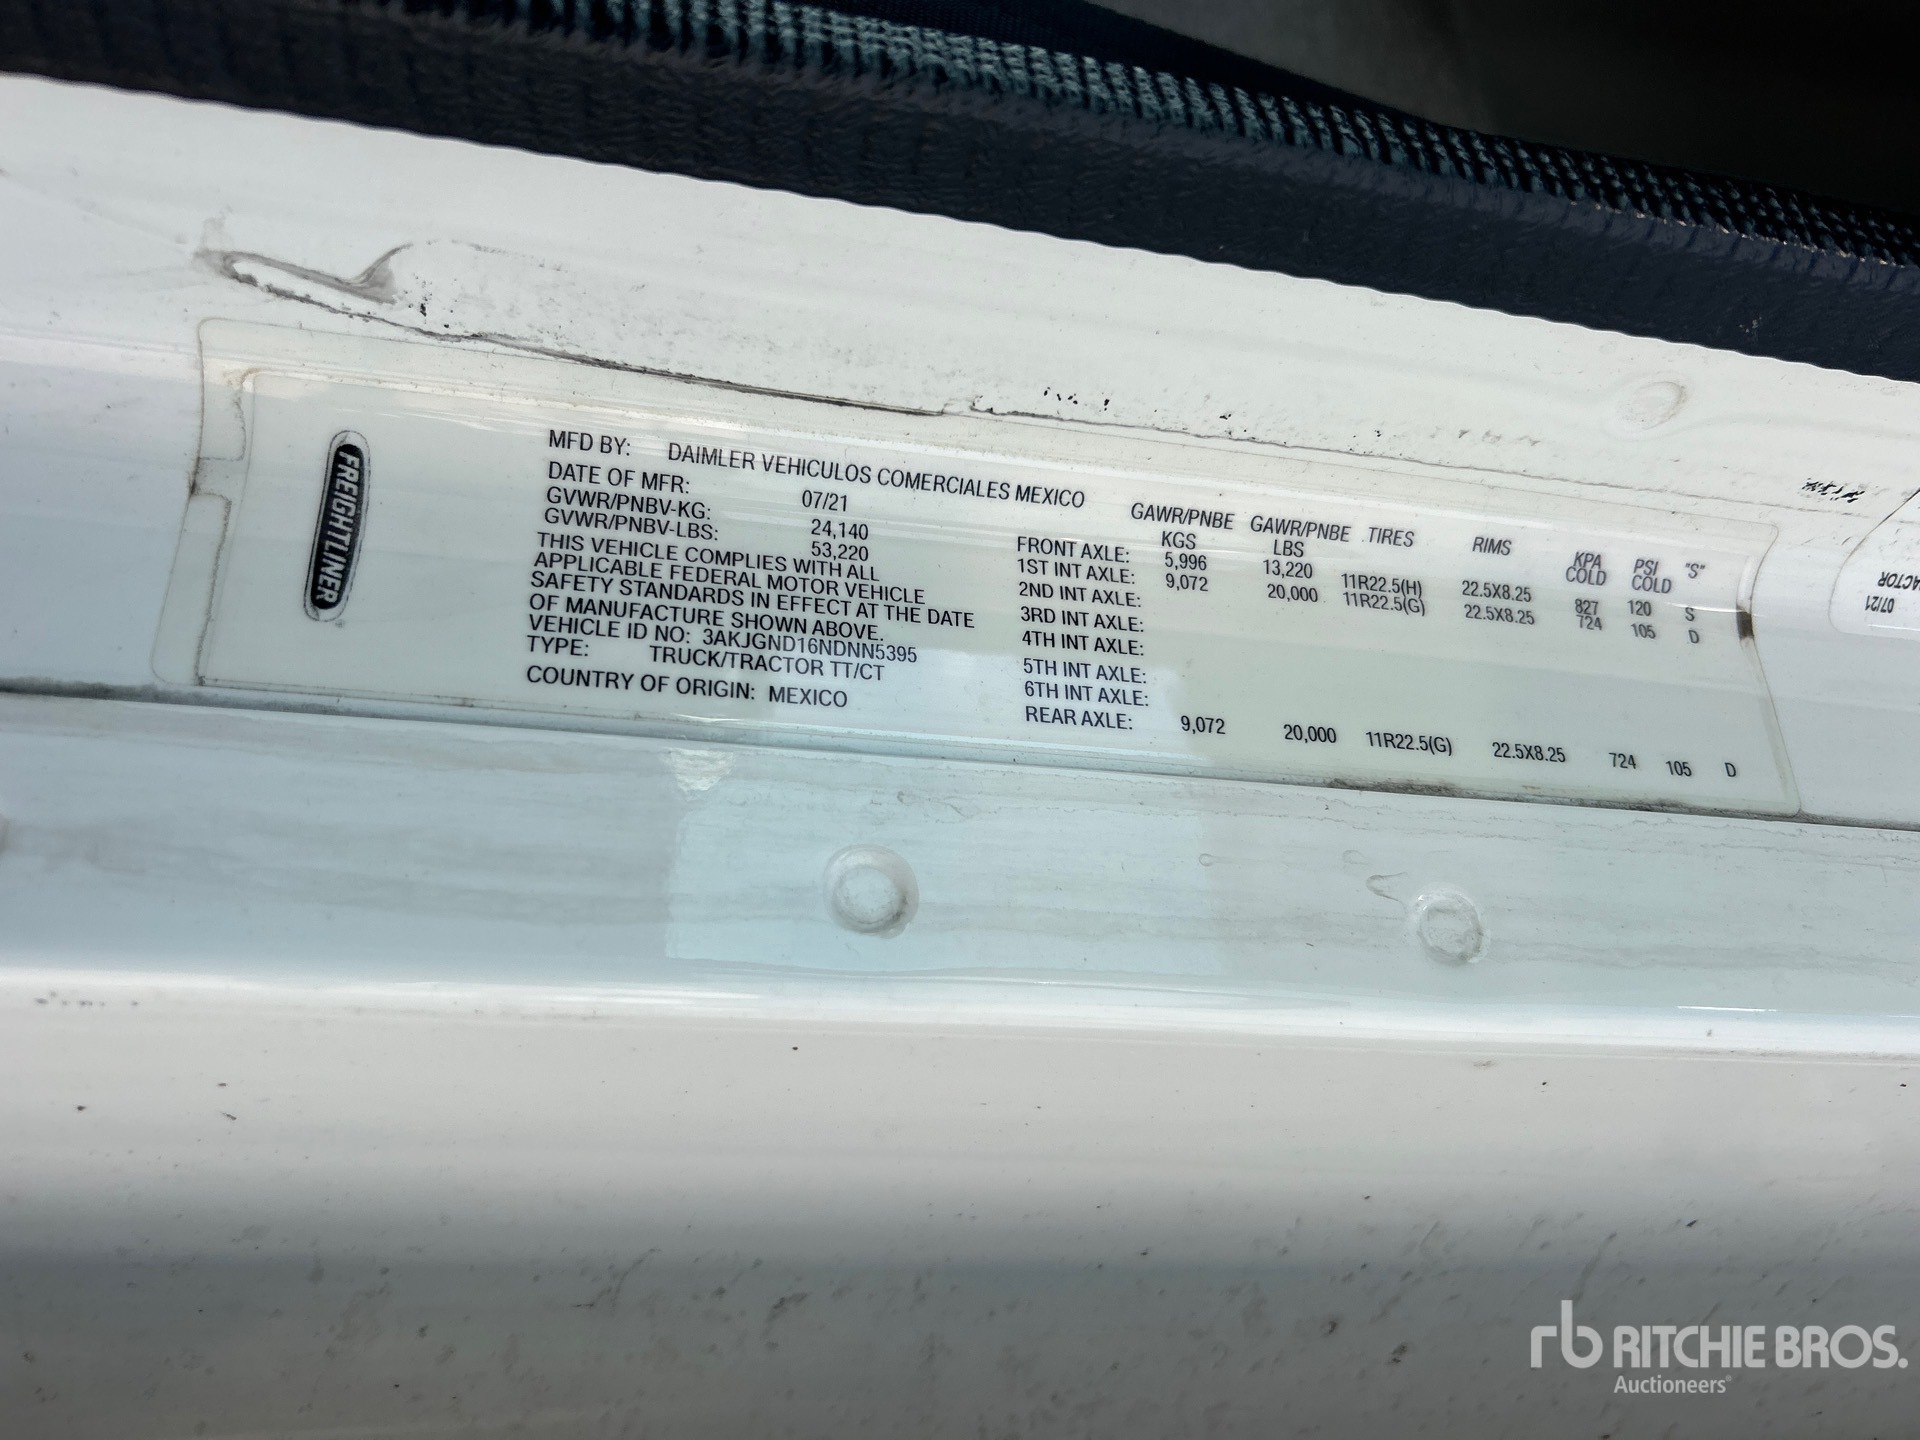 FREIGHTLINER
MFD BY: DAIMLER VEHICULOS COMERCIALES MEXICO
DATE OF MFR: 07/21
GVWR/PNBV-KG: 24,140
GVWR/PNBV-LBS: 53,220
THIS VEHICLE COMPLIES WITH ALL
APPLICABLE FEDERAL MOTOR VEHICLE
SAFETY STANDARDS IN EFFECT AT THE DATE
OF MANUFACTURE SHOWN ABOVE.
VEHICLE ID NO: 3AKJGND16NDNN5395
TYPE: TRUCK/TRACTOR TT/CT
COUNTRY OF ORIGIN: MEXICO
GAWR/PNBE GAWR/PNBE TIRES RIMS KPA PSI "S"
KGS LBS COLD COLD
FRONT AXLE: 5,996 13,220 11R22.5(H) 22.5X8.25 827 120 S
1ST INT AXLE: 9,072 20,000 11R22.5(G) 22.5X8.25 724 105 D
2ND INT AXLE:
3RD INT AXLE:
4TH INT AXLE:
5TH INT AXLE:
6TH INT AXLE:
REAR AXLE: 9,072 20,000 11R22.5(G) 22.5X8.25 724 105 D
07/21
ACTOR
rb RITCHIE BROS.
Auctioneers